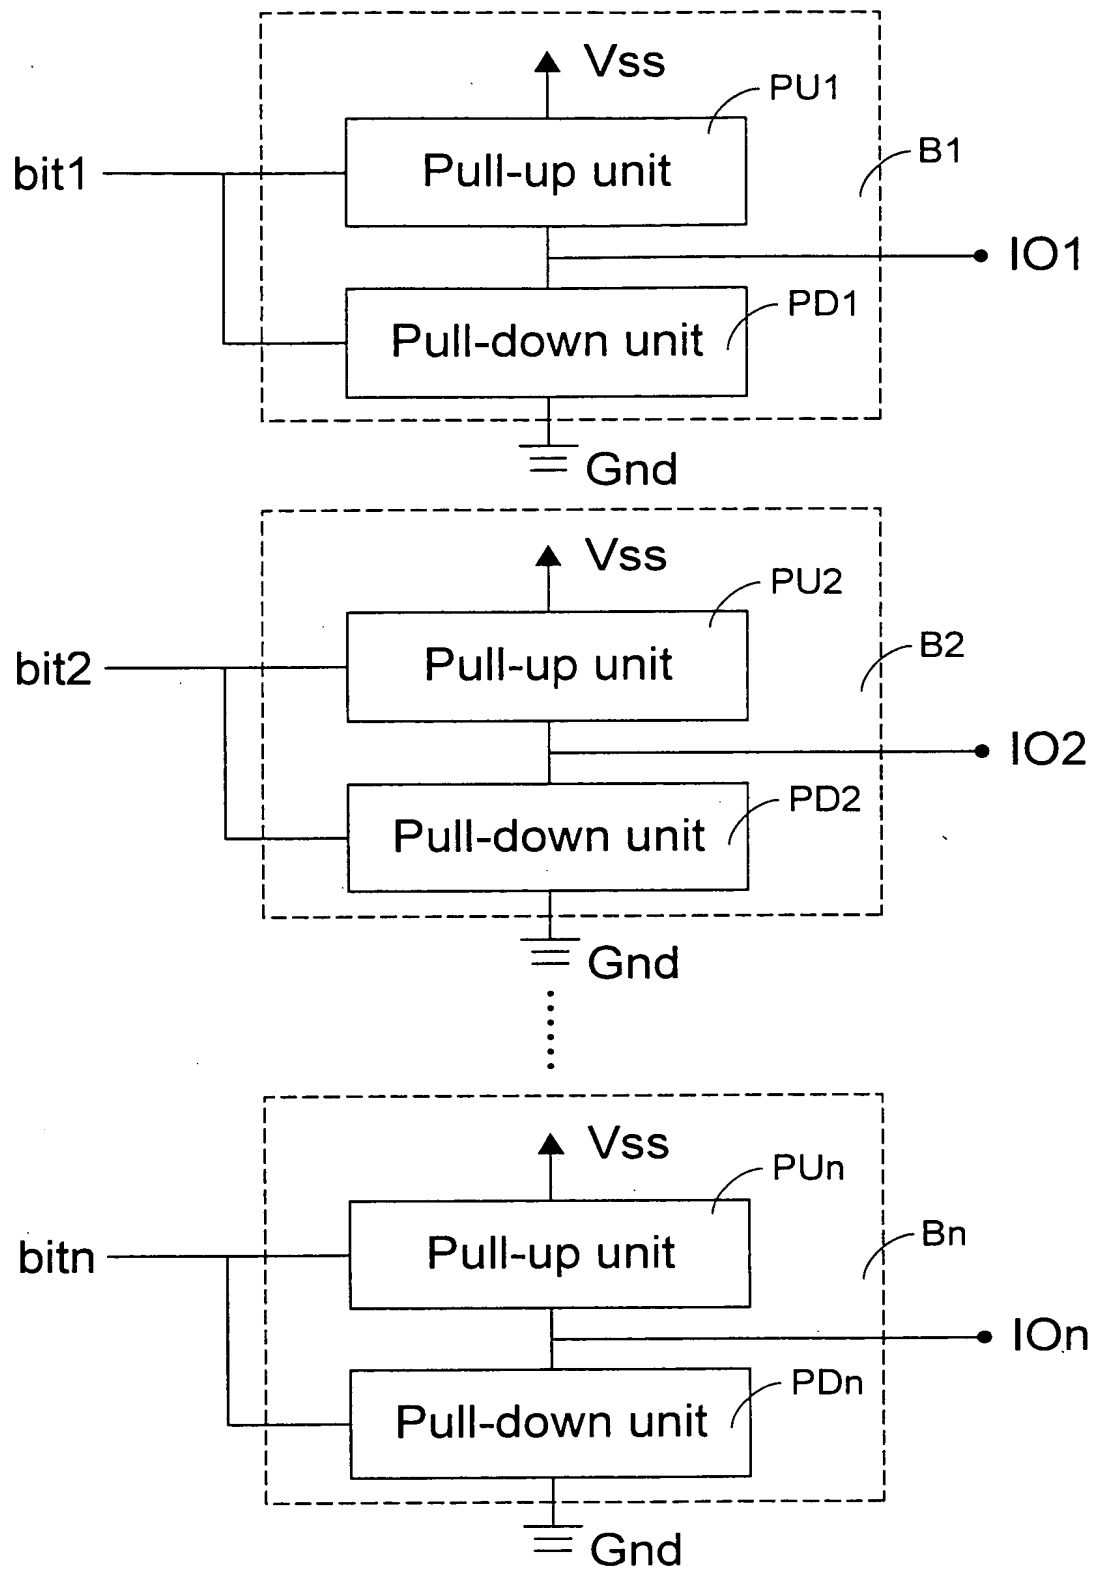 Vss
PU1
Pull-up unit
B1
bit1
IO1
PD1
Pull-down unit
Gnd
Vss
PU2
Pull-up unit
B2
bit2
IO2
PD2
Pull-down unit
Gnd
Vss
PUn
Pull-up unit
Bn
bitn
IOn
PDn
Pull-down unit
Gnd